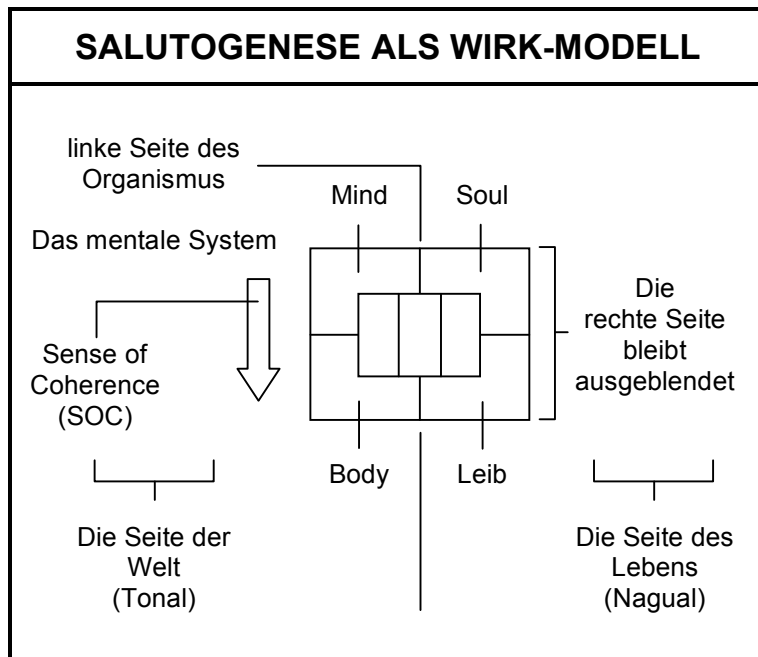 SALUTOGENESE ALS WIRK-MODELL
linke Seite des
Organismus
Mind
Soul
Das mentale System
Sense of
Coherence
(SOC)
Die
rechte Seite
bleibt
ausgeblendet
Body
Leib
Die Seite der
Welt
(Tonal)
Die Seite des
Lebens
(Nagual)